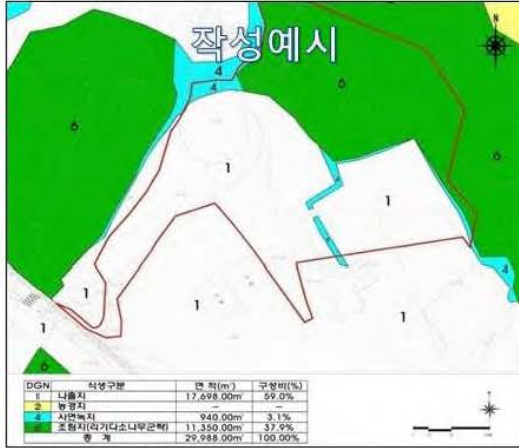 작성예시
N
4
4
6
6
1
6
1
4
1
1
1
4
1
6
DGN 식생구분 면 적(㎡) 구성비(%)
1 나출지 17,698.00㎡ 59.0%
2 농경지 - -
4 사면녹지 940.00㎡ 3.1%
6 조림지(리기다소나무군락) 11,350.00㎡ 37.9%
총 계 29,988.00㎡ 100.00%